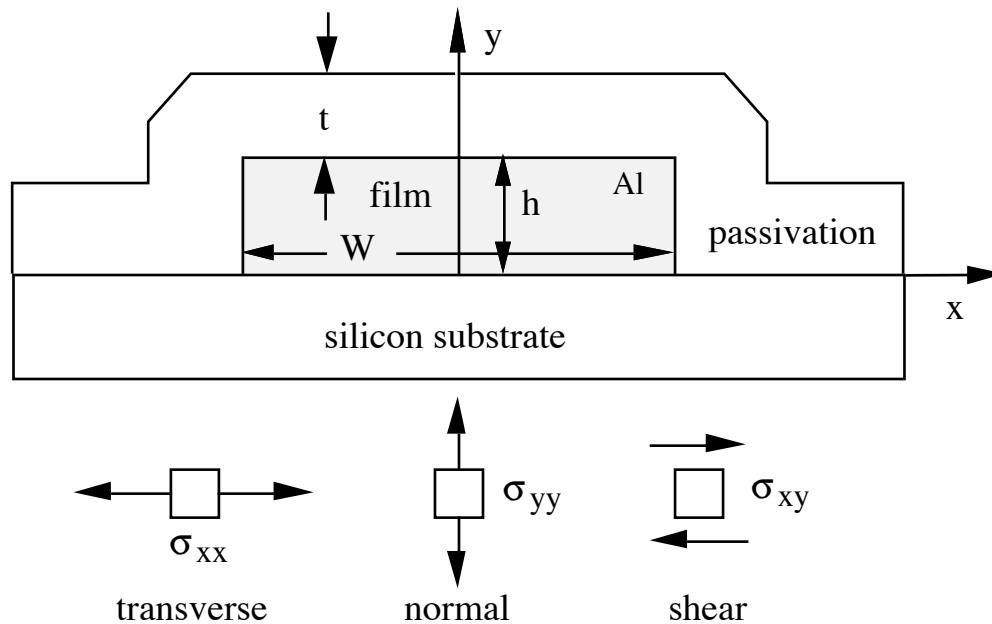 y
t
Al
film
h
W
passivation
x
silicon substrate
σxx
σyy
σxy
transverse normal shear